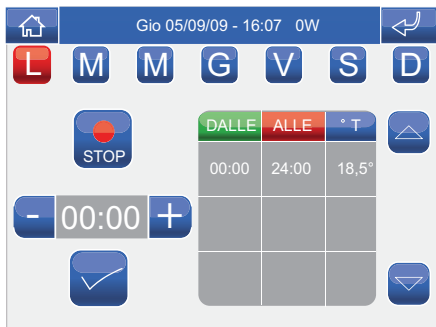 Gio 05/09/09 - 16:07 0W
L M M G V S D
STOP
DALLE ALLE ° T
00:00 24:00 18,5°
- 00:00 +